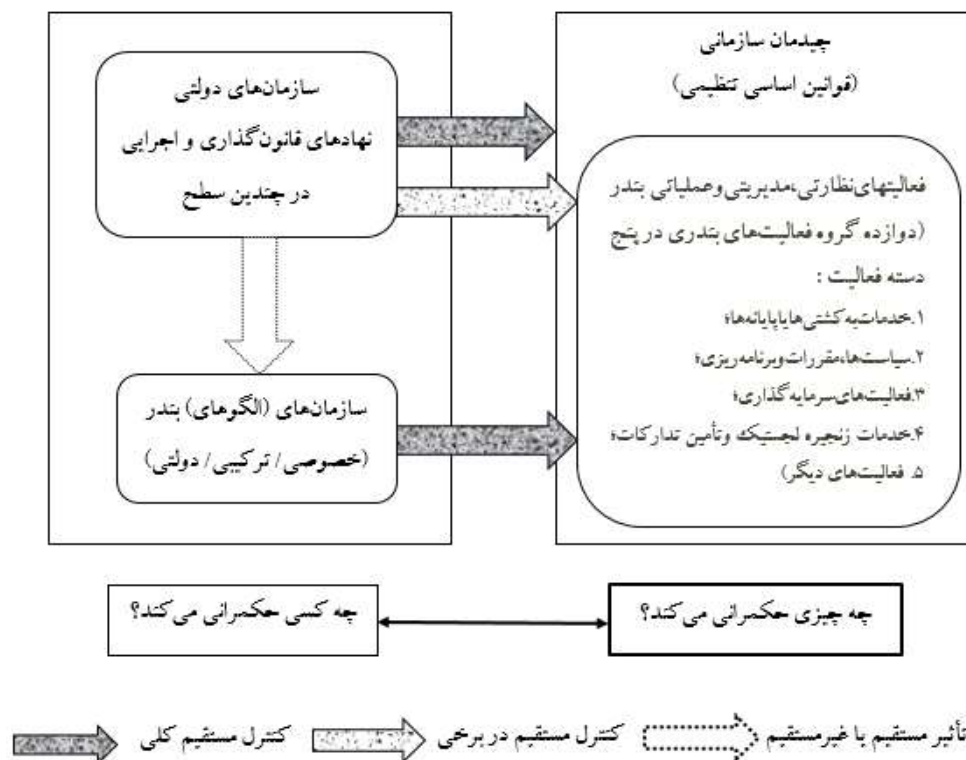 چیدمان سازمانی
(قوانین اساسی تنظیمی)
فعالیتهای نظارتی،مدیریتی وعملیاتی بندر
(دوازده گروه فعالیت‌های بندری در پنج
دسته فعالیت :
۱.خدمات به کشتی‌ها یا پایانه‌ها؛
۲.سیاست‌ها،مقررات وبرنامه ریزی؛
۳.فعالیت‌های سرمایه گذاری؛
۴.خدمات زنجیره لجستیک و تأمین تدارکات؛
۵. فعالیت‌های دیگر)
سازمان‌های دولتی
نهادهای قانون‌گذاری و اجرایی
در چندین سطح
سازمان‌های (الگوهای) بندر
(خصوصی/ ترکیبی/ دولتی)
چه چیزی حکمرانی می‌کند؟
چه کسی حکمرانی می‌کند؟
تأثیر مستقیم یا غیرمستقیم
کنترل مستقیم در برخی
کنترل مستقیم کلی